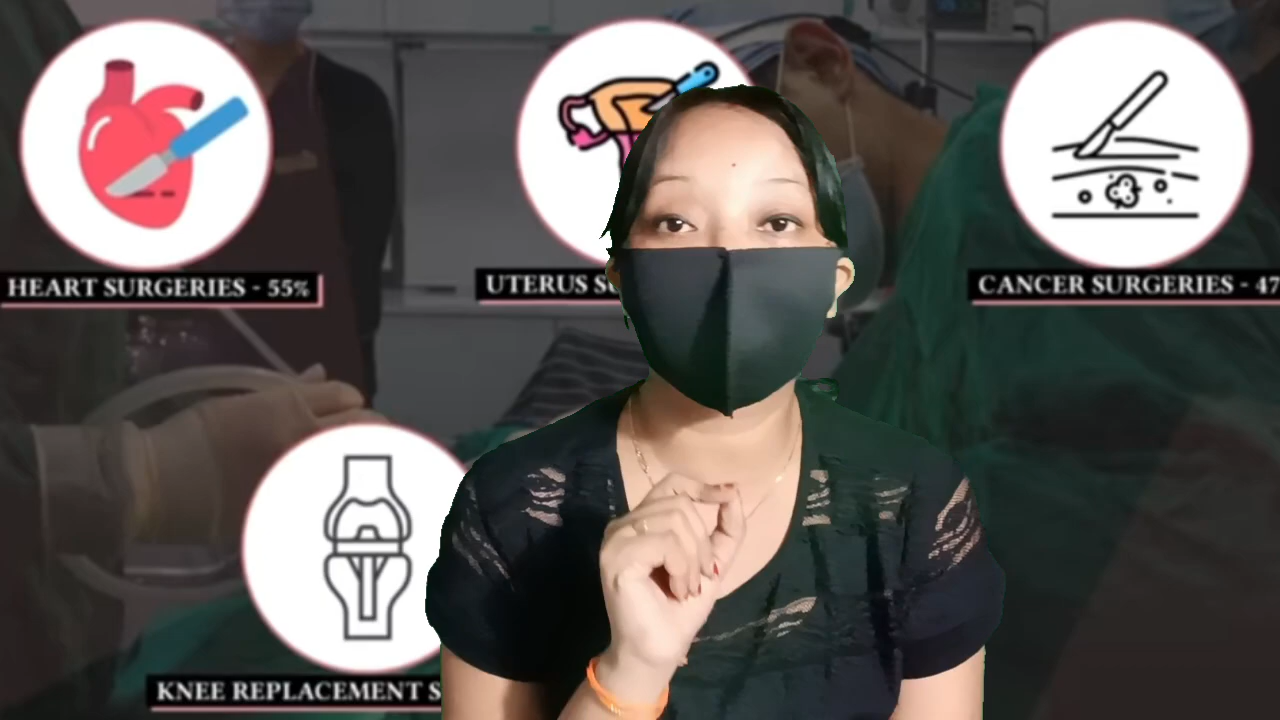 HEART SURGERIES - 55%
UTERUS
CANCER SURGERIES - 47
KNEE REPLACEMENT